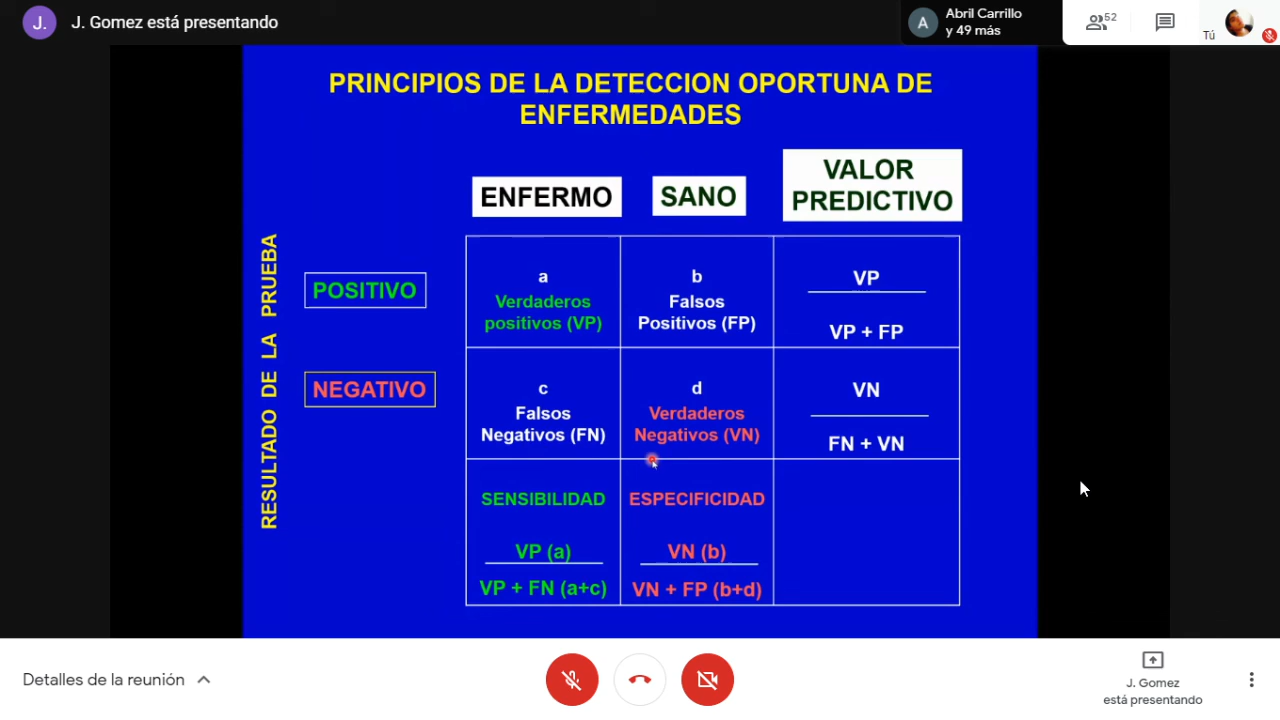 J.
J. Gomez está presentando
A
Abril Carrillo
y 49 más
52
Tú
PRINCIPIOS DE LA DETECCION OPORTUNA DE
ENFERMEDADES
ENFERMO
SANO
VALOR
PREDICTIVO
RESULTADO DE LA PRUEBA
POSITIVO
a
Verdaderos
positivos (VP)
b
Falsos
Positivos (FP)
VP
VP + FP
NEGATIVO
c
Falsos
Negativos (FN)
d
Verdaderos
Negativos (VN)
VN
FN + VN
SENSIBILIDAD
VP (a)
VP + FN (a+c)
ESPECIFICIDAD
VN (b)
VN + FP (b+d)
Detalles de la reunión
J. Gomez
está presentando